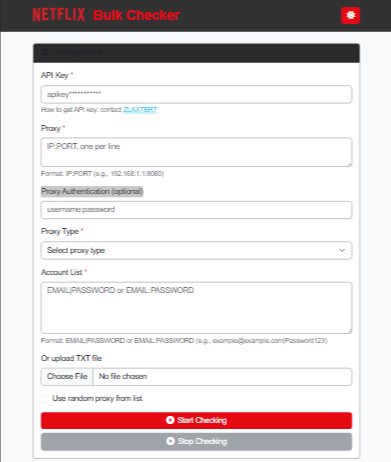 NETFLIX Bulk Checker
Configuration
API Key *
apikey***********
How to get API key: contact ZLAXTERT
Proxy *
IP:PORT, one per line
Format: IP:PORT (e.g., 192.168.1.1:8080)
Proxy Authentication (optional)
username:password
Proxy Type *
Select proxy type
Account List *
EMAIL|PASSWORD or EMAIL:PASSWORD
Format: EMAIL|PASSWORD or EMAIL:PASSWORD (e.g., example@example.com|Password123)
Or upload TXT file
Choose File No file chosen
Use random proxy from list
Start Checking
Stop Checking